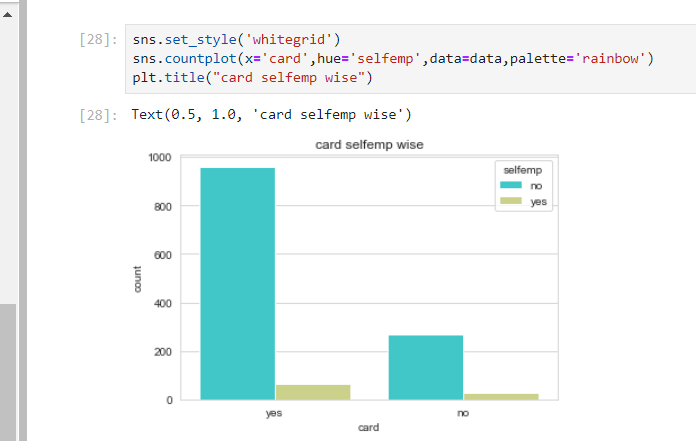 [28]: sns.set_style('whitegrid')
sns.countplot(x='card',hue='selfemp',data=data,palette='rainbow')
plt.title("card selfemp wise")
[28]: Text(0.5, 1.0, 'card selfemp wise')
card selfemp wise
1000
800
600
400
200
0
count
selfemp
no
yes
yes no
card